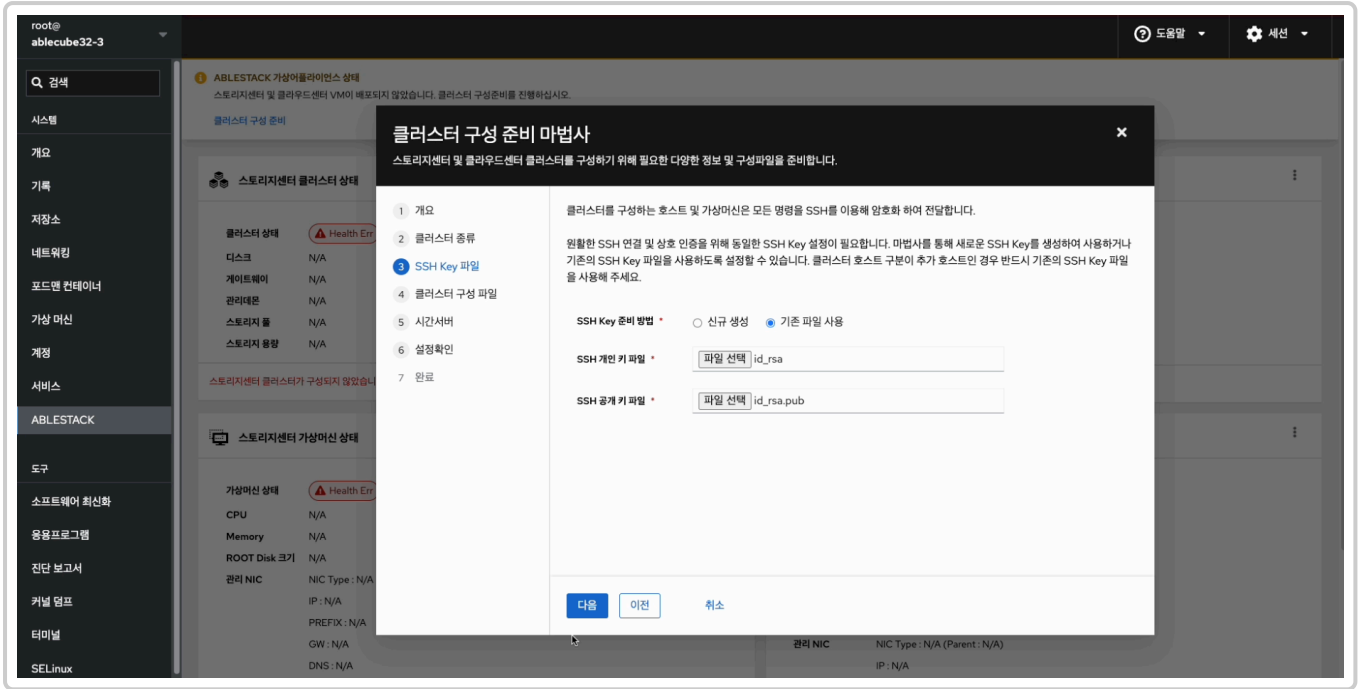 root@
ablecube32-3
도움말
세션
검색
시스템
개요
기록
저장소
네트워킹
포드맨 컨테이너
가상 머신
계정
서비스
ABLESTACK
도구
소프트웨어 최신화
응용프로그램
진단 보고서
커널 덤프
터미널
SELinux
ABLESTACK 가상어플라이언스 상태
스토리지센터 및 클라우드센터 VM이 배포되지 않았습니다. 클러스터 구성준비를 진행하십시오.
클러스터 구성 준비
스토리지센터 클러스터 상태
클러스터 상태 Health Err
디스크 N/A
게이트웨이 N/A
관리데몬 N/A
스토리지 풀 N/A
스토리지 용량 N/A
스토리지센터 클러스터가 구성되지 않았습니
스토리지센터 가상머신 상태
가상머신 상태 Health Err
CPU N/A
Memory N/A
ROOT Disk 크기 N/A
관리 NIC NIC Type : N/A
IP : N/A
PREFIX : N/A
GW : N/A
DNS : N/A
클러스터 구성 준비 마법사
스토리지센터 및 클라우드센터 클러스터를 구성하기 위해 필요한 다양한 정보 및 구성파일을 준비합니다.
1 개요
2 클러스터 종류
3 SSH Key 파일
4 클러스터 구성 파일
5 시간서버
6 설정확인
7 완료
클러스터를 구성하는 호스트 및 가상머신은 모든 명령을 SSH를 이용해 암호화 하여 전달합니다.
원활한 SSH 연결 및 상호 인증을 위해 동일한 SSH Key 설정이 필요합니다. 마법사를 통해 새로운 SSH Key를 생성하여 사용하거나
기존의 SSH Key 파일을 사용하도록 설정할 수 있습니다. 클러스터 호스트 구분이 추가 호스트인 경우 반드시 기존의 SSH Key 파일
을 사용해 주세요.
SSH Key 준비 방법 * 신규 생성 기존 파일 사용
SSH 개인 키 파일 * 파일 선택 id_rsa
SSH 공개 키 파일 * 파일 선택 id_rsa.pub
다음 이전 취소
관리 NIC NIC Type : N/A (Parent : N/A)
IP : N/A